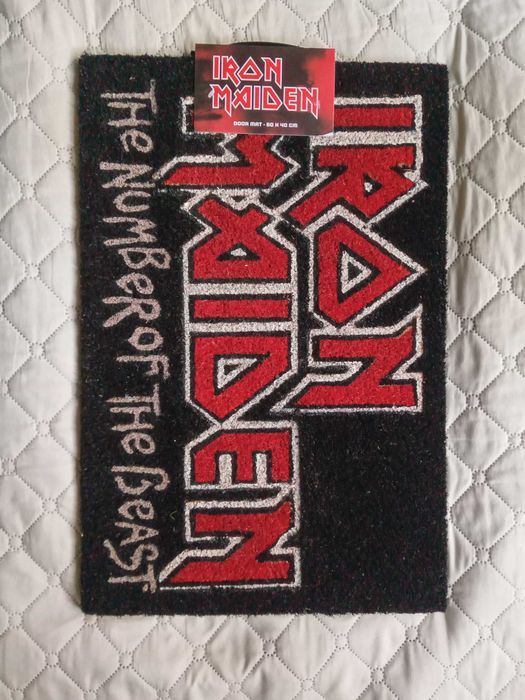 IRON
MAIDEN
DOOR MAT - 60 X 40 CM
IRON
MAIDEN
THE NUMBER OF THE BEAST